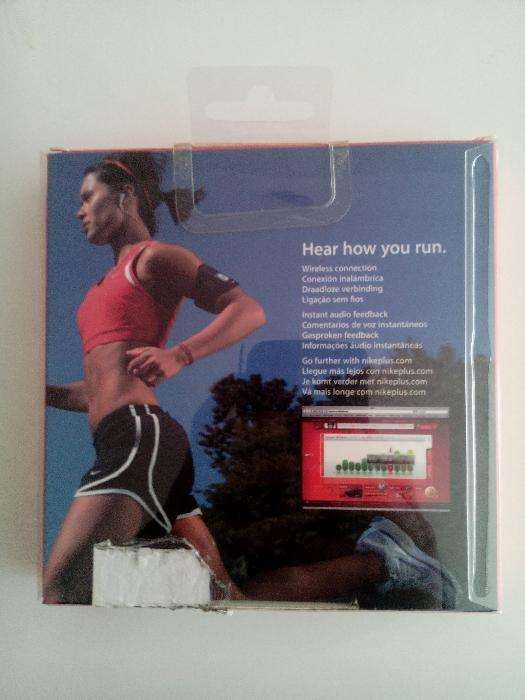 Hear how you run.
Wireless connection
Conexión inalámbrica
Draadloze verbinding
Ligação sem fios
Instant audio feedback
Comentarios de voz instantáneos
Gesproken feedback
Informações áudio instantâneas
Go further with nikeplus.com
Llegue más lejos con nikeplus.com
Je komt verder met nikeplus.com
Vá mais longe com nikeplus.com